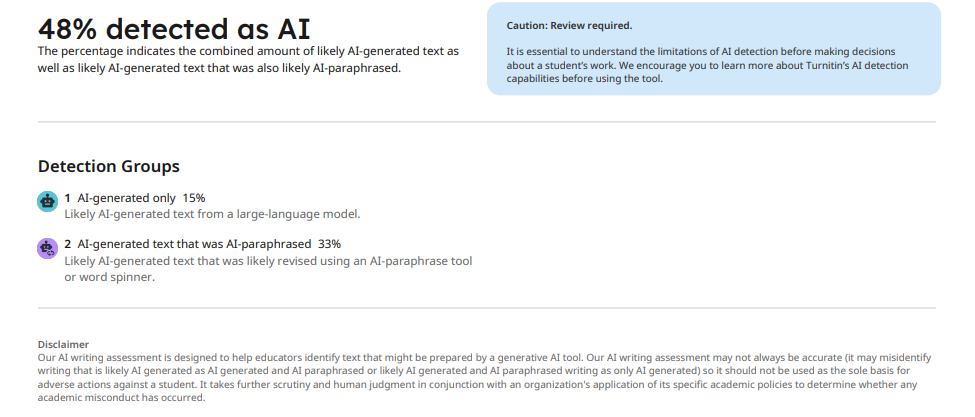 48% detected as AI
The percentage indicates the combined amount of likely AI-generated text as
well as likely AI-generated text that was also likely AI-paraphrased.
Caution: Review required.
It is essential to understand the limitations of AI detection before making decisions
about a student's work. We encourage you to learn more about Turnitin's AI detection
capabilities before using the tool.
Detection Groups
1 AI-generated only 15%
Likely AI-generated text from a large-language model.
2 AI-generated text that was AI-paraphrased 33%
Likely AI-generated text that was likely revised using an AI-paraphrase tool
or word spinner.
Disclaimer
Our AI writing assessment is designed to help educators identify text that might be prepared by a generative AI tool. Our AI writing assessment may not always be accurate (it may misidentify
writing that is likely AI generated as AI generated and AI paraphrased or likely AI generated and AI paraphrased writing as only AI generated) so it should not be used as the sole basis for
adverse actions against a student. It takes further scrutiny and human judgment in conjunction with an organization's application of its specific academic policies to determine whether any
academic misconduct has occurred.